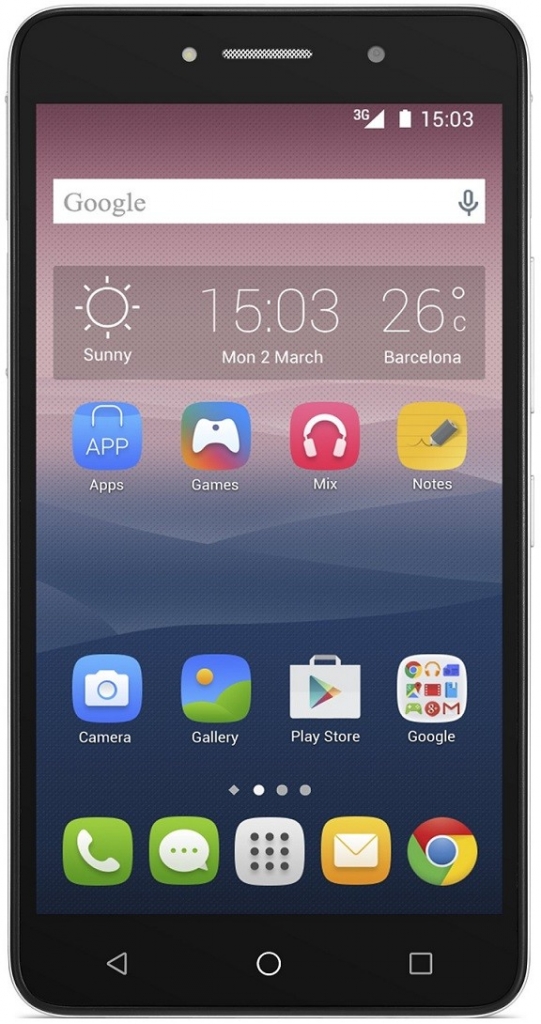 3G 15:03
Google
15:03 26°c
Sunny Mon 2 March Barcelona
APP
Apps Games Mix Notes
Camera Gallery Play Store Google